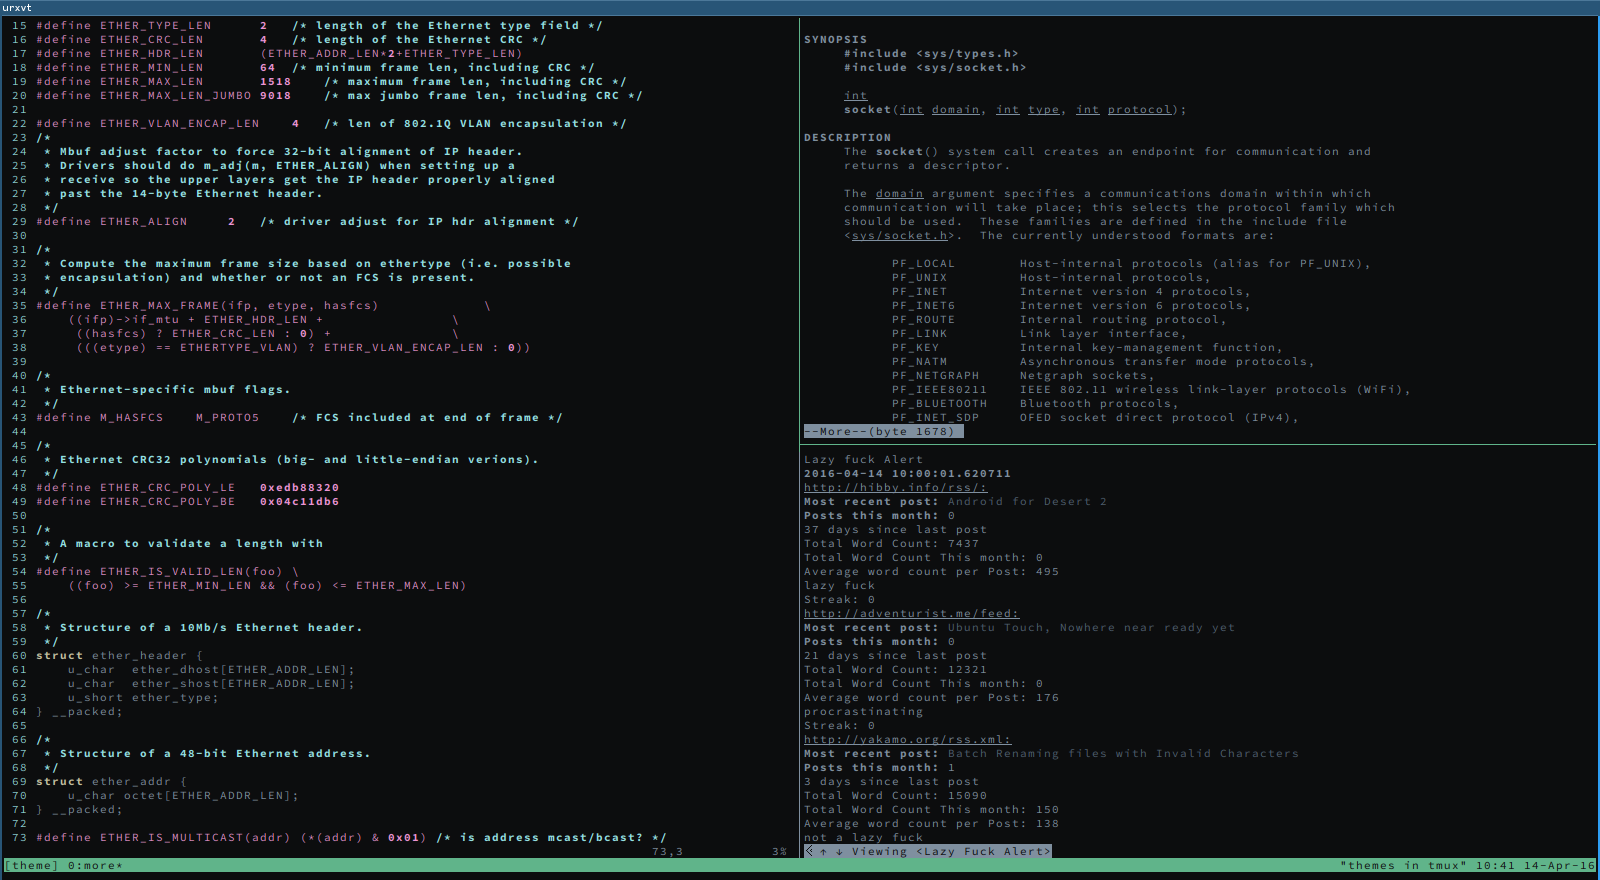 urxvt
15 #define ETHER_TYPE_LEN      2   /* length of the Ethernet type field */
16 #define ETHER_CRC_LEN       4   /* length of the Ethernet CRC */
17 #define ETHER_HDR_LEN       (ETHER_ADDR_LEN*2+ETHER_TYPE_LEN)
18 #define ETHER_MIN_LEN       64  /* minimum frame len, including CRC */
19 #define ETHER_MAX_LEN       1518    /* maximum frame len, including CRC */
20 #define ETHER_MAX_LEN_JUMBO 9018    /* max jumbo frame len, including CRC */
21
22 #define ETHER_VLAN_ENCAP_LEN    4   /* len of 802.1Q VLAN encapsulation */
23 /*
24  * Mbuf adjust factor to force 32-bit alignment of IP header.
25  * Drivers should do m_adj(m, ETHER_ALIGN) when setting up a
26  * receive so the upper layers get the IP header properly aligned
27  * past the 14-byte Ethernet header.
28  */
29 #define ETHER_ALIGN     2   /* driver adjust for IP hdr alignment */
30
31 /*
32  * Compute the maximum frame size based on ethertype (i.e. possible
33  * encapsulation) and whether or not an FCS is present.
34  */
35 #define ETHER_MAX_FRAME(ifp, etype, hasfcs)             \
36     ((ifp)->if_mtu + ETHER_HDR_LEN +                \
37      ((hasfcs) ? ETHER_CRC_LEN : 0) +               \
38      (((etype) == ETHERTYPE_VLAN) ? ETHER_VLAN_ENCAP_LEN : 0))
39
40 /*
41  * Ethernet-specific mbuf flags.
42  */
43 #define M_HASFCS    M_PROTO5    /* FCS included at end of frame */
44
45 /*
46  * Ethernet CRC32 polynomials (big- and little-endian verions).
47  */
48 #define ETHER_CRC_POLY_LE   0xedb88320
49 #define ETHER_CRC_POLY_BE   0x04c11db6
50
51 /*
52  * A macro to validate a length with
53  */
54 #define ETHER_IS_VALID_LEN(foo) \
55     ((foo) >= ETHER_MIN_LEN && (foo) <= ETHER_MAX_LEN)
56
57 /*
58  * Structure of a 10Mb/s Ethernet header.
59  */
60 struct ether_header {
61     u_char  ether_dhost[ETHER_ADDR_LEN];
62     u_char  ether_shost[ETHER_ADDR_LEN];
63     u_short ether_type;
64 } __packed;
65
66 /*
67  * Structure of a 48-bit Ethernet address.
68  */
69 struct ether_addr {
70     u_char octet[ETHER_ADDR_LEN];
71 } __packed;
72
73 #define ETHER_IS_MULTICAST(addr) (*(addr) & 0x01) /* is address mcast/bcast? */
73,3           3%
SYNOPSIS
#include <sys/types.h>
#include <sys/socket.h>
int
socket(int domain, int type, int protocol);
DESCRIPTION
The socket() system call creates an endpoint for communication and
returns a descriptor.
The domain argument specifies a communications domain within which
communication will take place; this selects the protocol family which
should be used.  These families are defined in the include file
<sys/socket.h>.  The currently understood formats are:
PF_LOCAL        Host-internal protocols (alias for PF_UNIX),
PF_UNIX         Host-internal protocols,
PF_INET         Internet version 4 protocols,
PF_INET6        Internet version 6 protocols,
PF_ROUTE        Internal routing protocol,
PF_LINK         Link layer interface,
PF_KEY          Internal key-management function,
PF_NATM         Asynchronous transfer mode protocols,
PF_NETGRAPH     Netgraph sockets,
PF_IEEE80211    IEEE 802.11 wireless link-layer protocols (WiFi),
PF_BLUETOOTH    Bluetooth protocols,
PF_INET_SDP     OFED socket direct protocol (IPv4),
--More--(byte 1678)
Lazy fuck Alert
2016-04-14 10:00:01.620711
http://hibby.info/rss/:
Most recent post: Android for Desert 2
Posts this month: 0
37 days since last post
Total Word Count: 7437
Total Word Count This month: 0
Average word count per Post: 495
lazy fuck
Streak: 0
http://adventurist.me/feed:
Most recent post: Ubuntu Touch, Nowhere near ready yet
Posts this month: 0
21 days since last post
Total Word Count: 12321
Total Word Count This month: 0
Average word count per Post: 176
procrastinating
Streak: 0
http://yakamo.org/rss.xml:
Most recent post: Batch Renaming files with Invalid Characters
Posts this month: 1
3 days since last post
Total Word Count: 15090
Total Word Count This month: 150
Average word count per Post: 138
not a lazy fuck
≪ ↑ ↓ Viewing <Lazy Fuck Alert>
[theme] 0:more*
"themes in tmux" 10:41 14-Apr-16